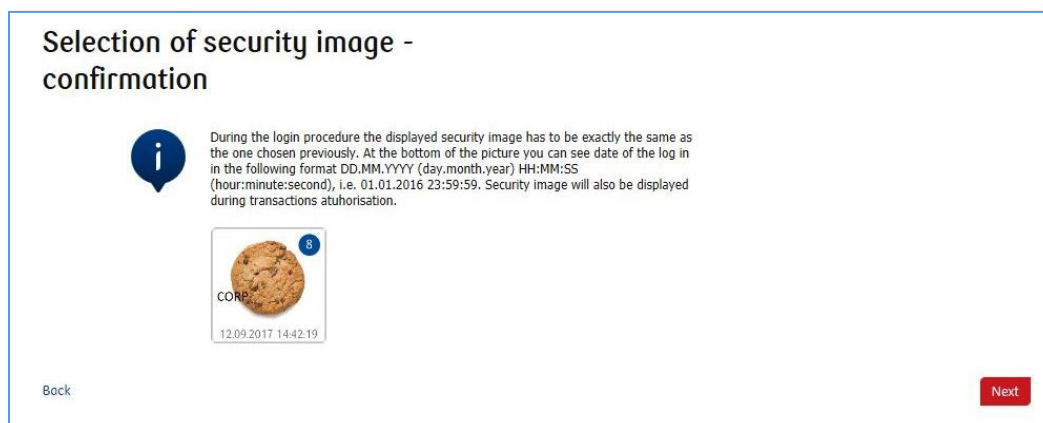 Selection of security image -
confirmation
i
During the login procedure the displayed security image has to be exactly the same as
the one chosen previously. At the bottom of the picture you can see date of the log in
in the following format DD.MM.YYYY (day.month.year) HH:MM:SS
(hour:minute:second), i.e. 01.01.2016 23:59:59. Security image will also be displayed
during transactions atuhorisation.
8
CORP
12.09.2017 14:42:19
Back
Next